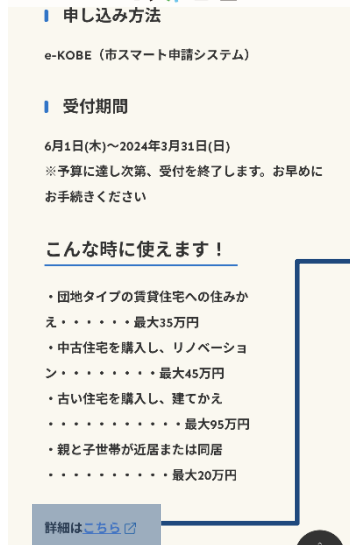 申し込み方法
e-KOBE（市スマート申請システム）
受付期間
6月1日(木)～2024年3月31日(日)
※予算に達し次第、受付を終了します。お早めに
お手続きください
こんな時に使えます！
・団地タイプの賃貸住宅への住みか
え・・・・・・最大35万円
・中古住宅を購入し、リノベーショ
ン・・・・・・・・最大45万円
・古い住宅を購入し、建てかえ
・・・・・・・・・・・最大95万円
・親と子世帯が近居または同居
・・・・・・・・・・最大20万円
詳細はこちら